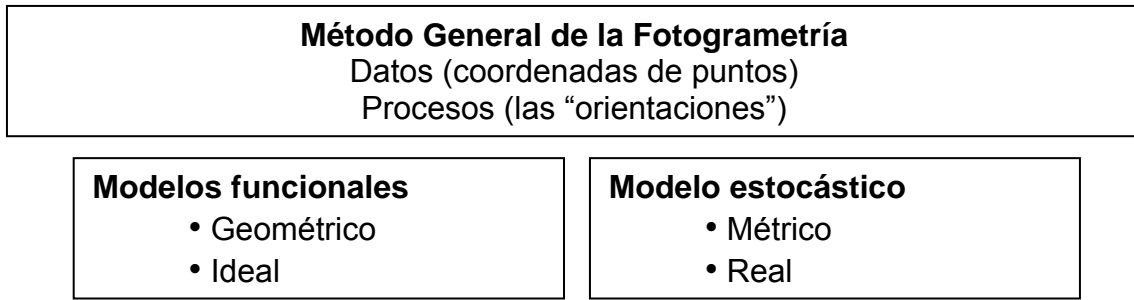 Método General de la Fotogrametría
Datos (coordenadas de puntos)
Procesos (las “orientaciones”)
Modelos funcionales
• Geométrico
• Ideal
Modelo estocástico
• Métrico
• Real